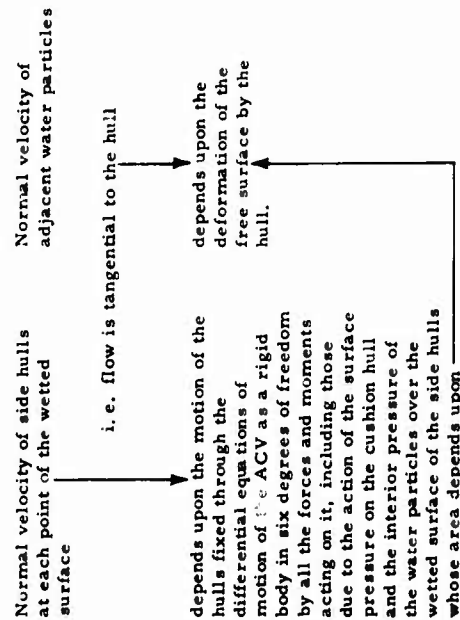 Normal velocity of side hulls
at each point of the wetted
surface
Normal velocity of
adjacent water particles
i.e. flow is tangential to the hull
depends upon the motion of the
hulls fixed through the
differential equations of
motion of the ACV as a rigid
body in six degrees of freedom
by all the forces and moments
acting on it, including those
due to the action of the surface
pressure on the cushion hull
and the interior pressure of
the water particles over the
wetted surface of the side hulls
whose area depends upon
depends upon the
deformation of the
free surface by the
hull.